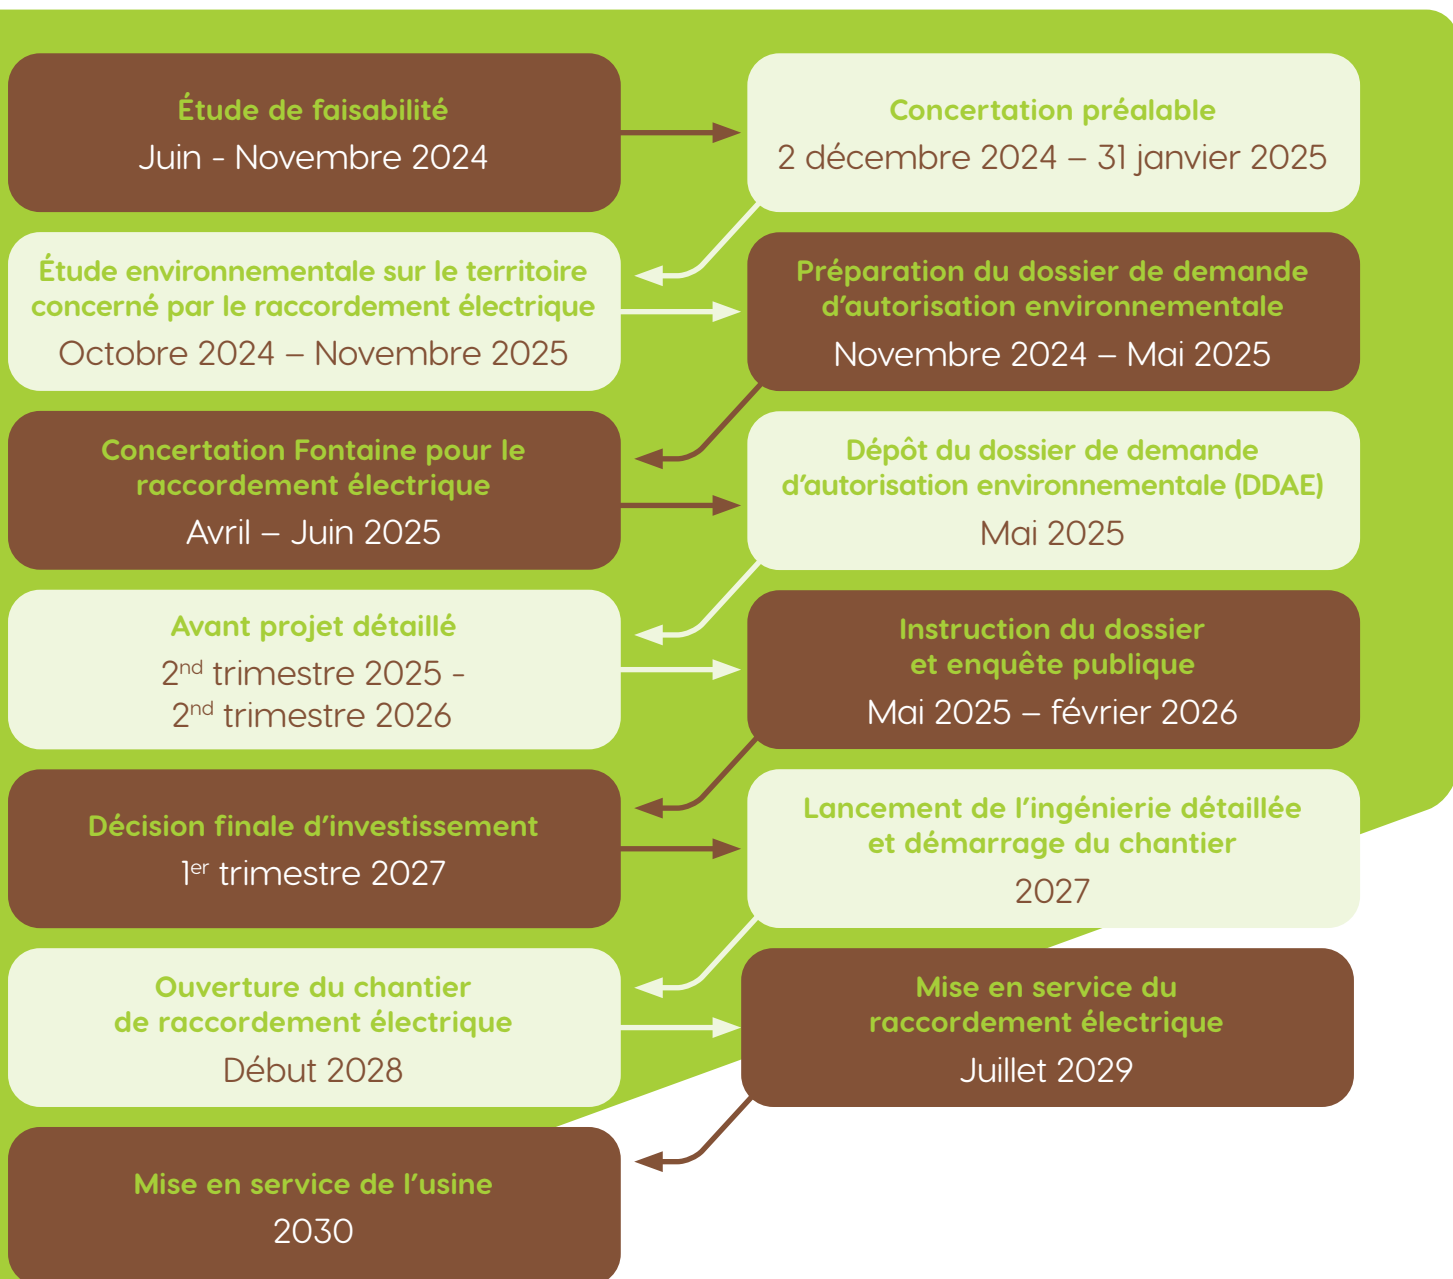 Étude de faisabilité
Juin - Novembre 2024
Concertation préalable
2 décembre 2024 – 31 janvier 2025
Étude environnementale sur le territoire
concerné par le raccordement électrique
Octobre 2024 – Novembre 2025
Préparation du dossier de demande
d’autorisation environnementale
Novembre 2024 – Mai 2025
Concertation Fontaine pour le
raccordement électrique
Avril – Juin 2025
Dépôt du dossier de demande
d’autorisation environnementale (DDAE)
Mai 2025
Avant projet détaillé
2nd trimestre 2025 -
2nd trimestre 2026
Instruction du dossier
et enquête publique
Mai 2025 – février 2026
Décision finale d’investissement
1er trimestre 2027
Lancement de l’ingénierie détaillée
et démarrage du chantier
2027
Ouverture du chantier
de raccordement électrique
Début 2028
Mise en service du
raccordement électrique
Juillet 2029
Mise en service de l’usine
2030